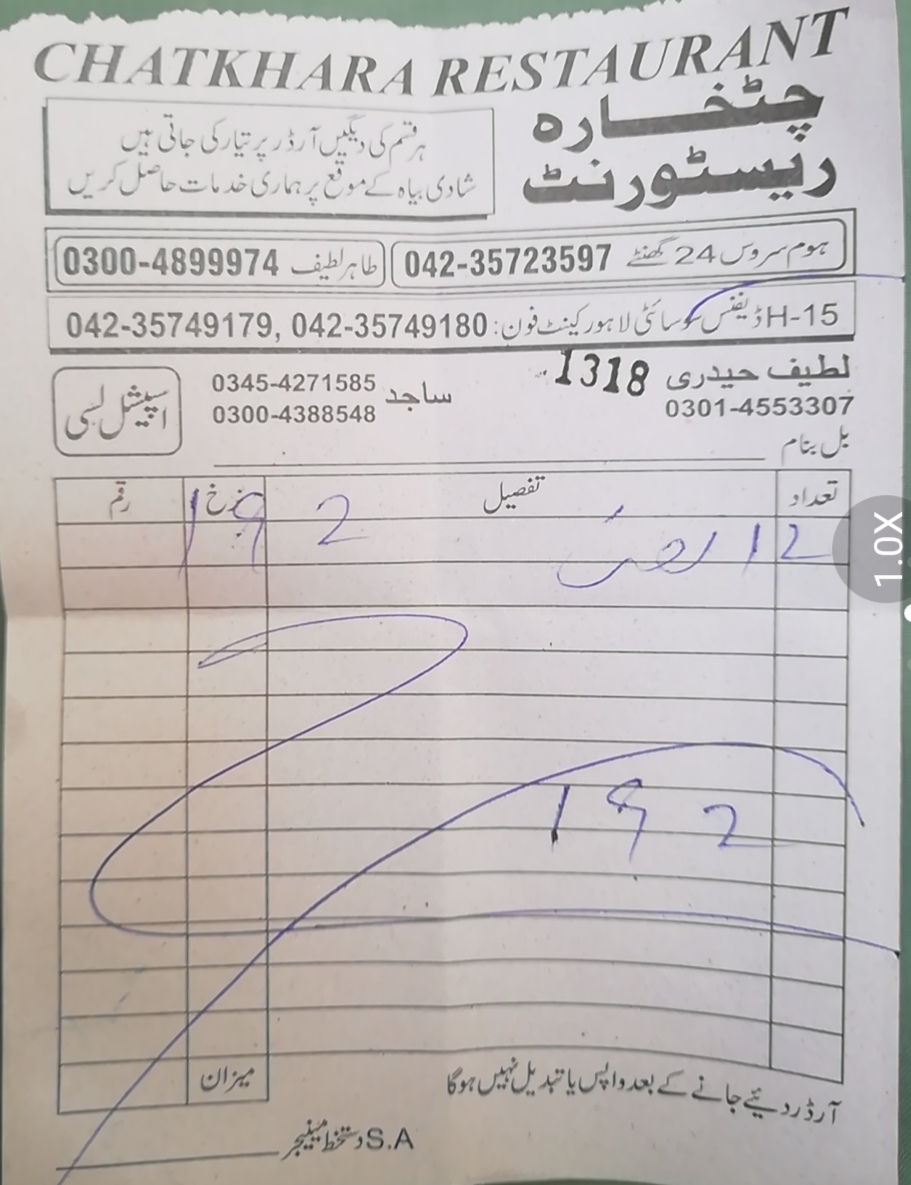 CHATKHARA RESTAURANT
چٹخارہ
ریسٹورنٹ
ہر قسم کی دیگیں آرڈر پر تیار کی جاتی ہیں
شادی بیاہ کے موقع پر ہماری خدمات حاصل کریں
ہوم سروس 24 گھنٹے 042-35723597
طاہر لطیف 0300-4899974
H-15 ڈیفنس سوسائٹی لاہور کینٹ فون: 042-35749179, 042-35749180
لطیف حیدری 1318
0301-4553307
ساجد 0345-4271585
0300-4388548
اسپیشل لسی
بل بنام
تعداد تفصیل نرخ رقم
12 192
192
میزان
آرڈر دیئے جانے کے بعد واپس یا تبدیل نہیں ہوگا
S.A دستخط مینیجر
1.0X